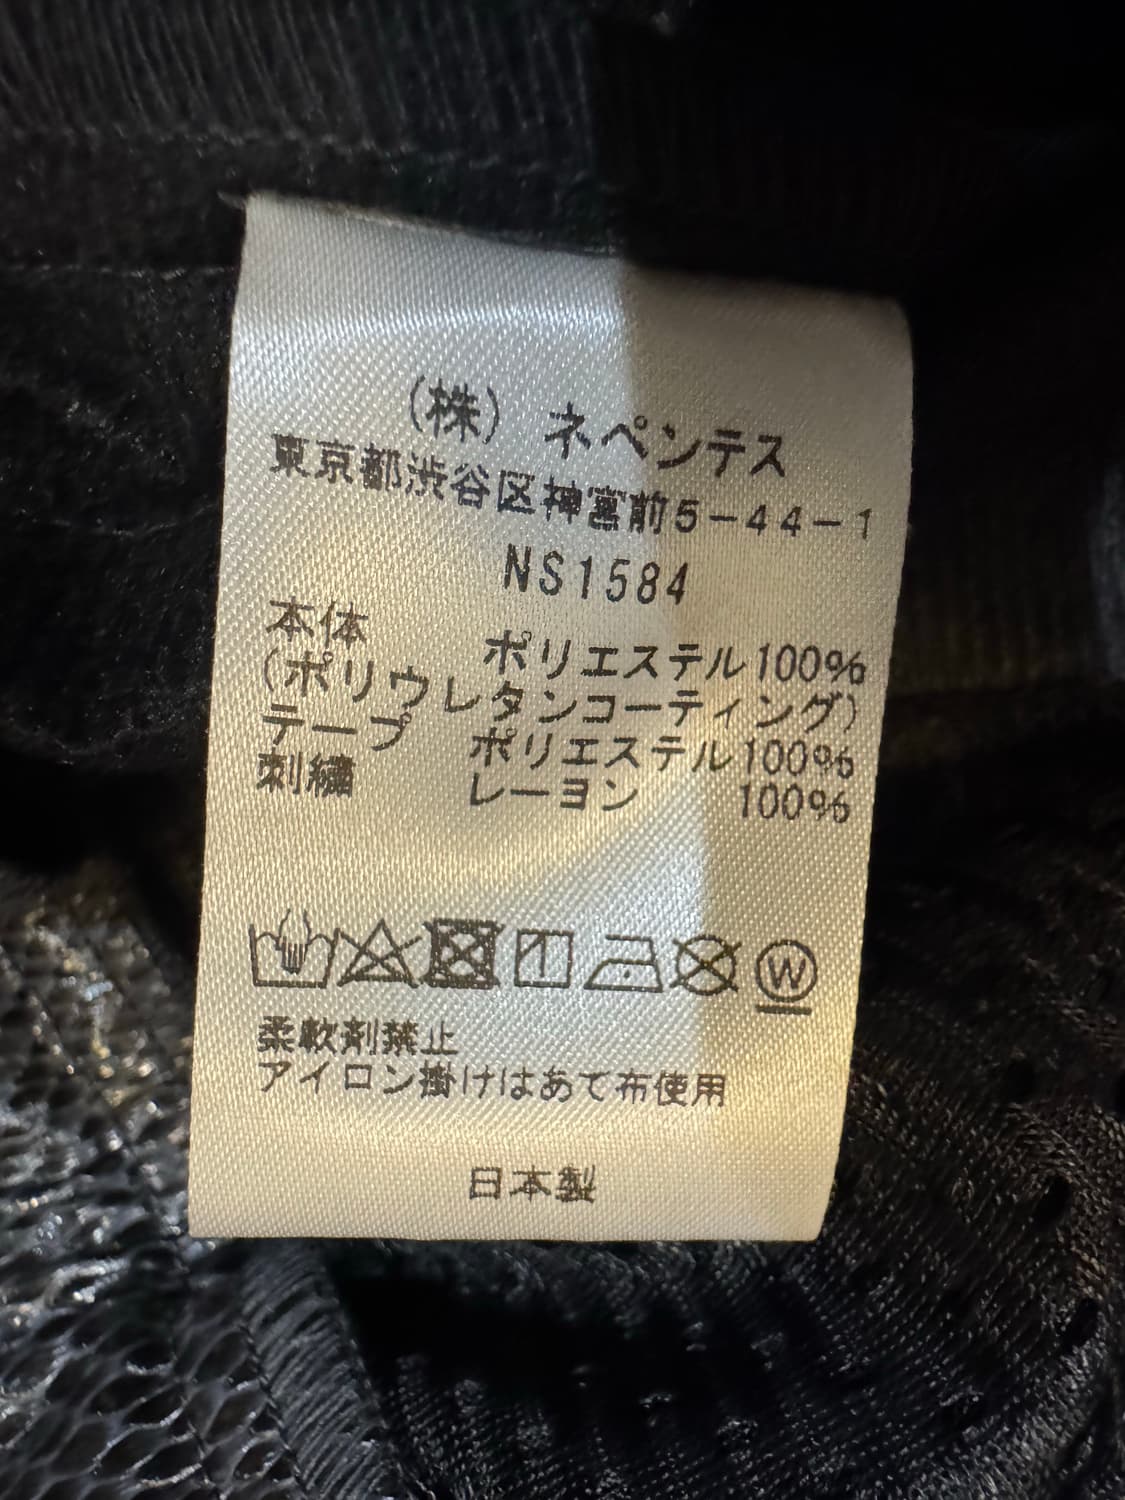 (株) ネペンテス
東京都渋谷区神宮前5-44-1
NS1584
本体 ポリエステル100%
(ポリウレタンコーティング)
テープ ポリエステル100%
刺繍 レーヨン 100%
W
柔軟剤禁止
アイロン掛けはあて布使用
日本製